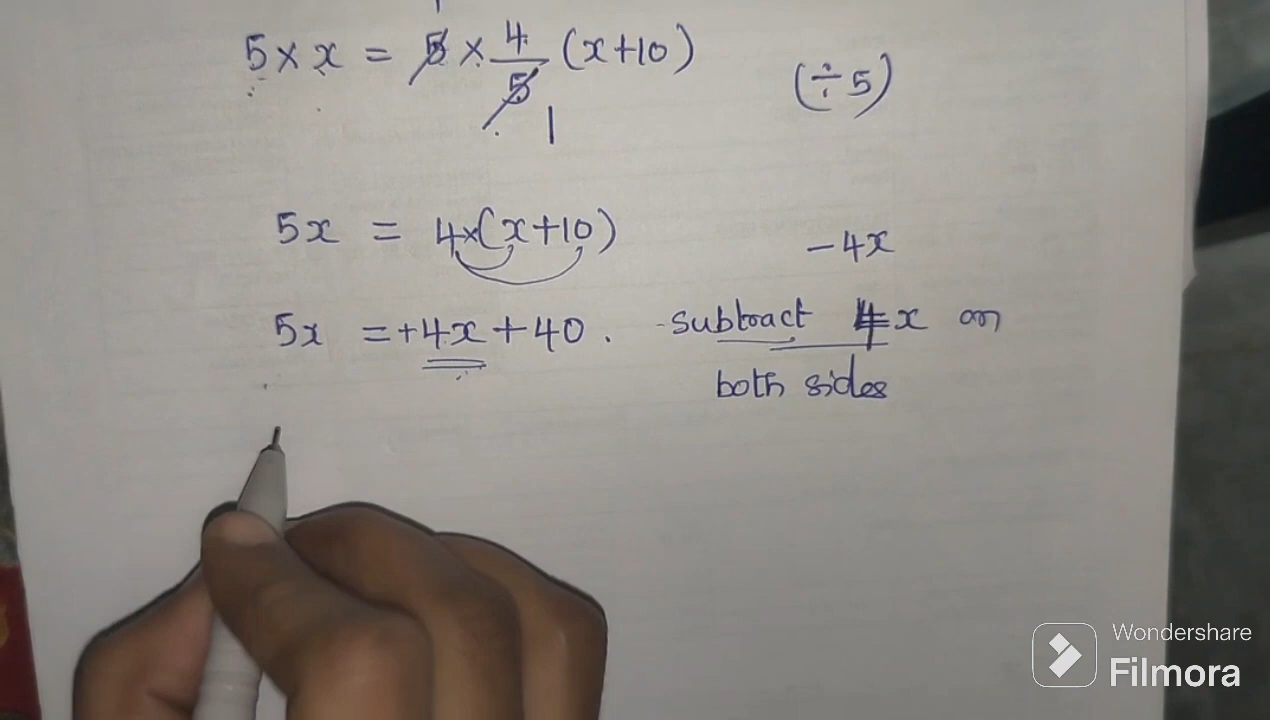 5 × x = 5 × 4/5 (x+10) (÷5)
1
5x = 4×(x+10) -4x
5x = +4x + 40. subtract 4x on
both sides
Wondershare
Filmora